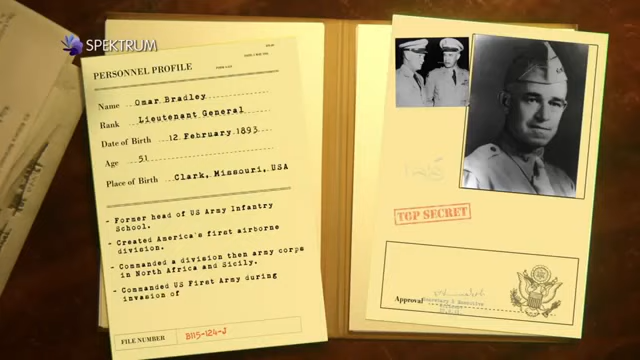 SPEKTRUM
PERSONNEL PROFILE
Name Omar Bradley
Rank Lieutenant General
Date of Birth 12 February 1893
Age 51
Place of Birth Clark, Missouri, USA
- Former head of US Army Infantry
School.
- Created America's first airborne
division.
- Commanded a division then army corps
in North Africa and Sicily.
- Commanded US First Army during
invasion of
FILE NUMBER B115-124-J
TOP SECRET
Approval